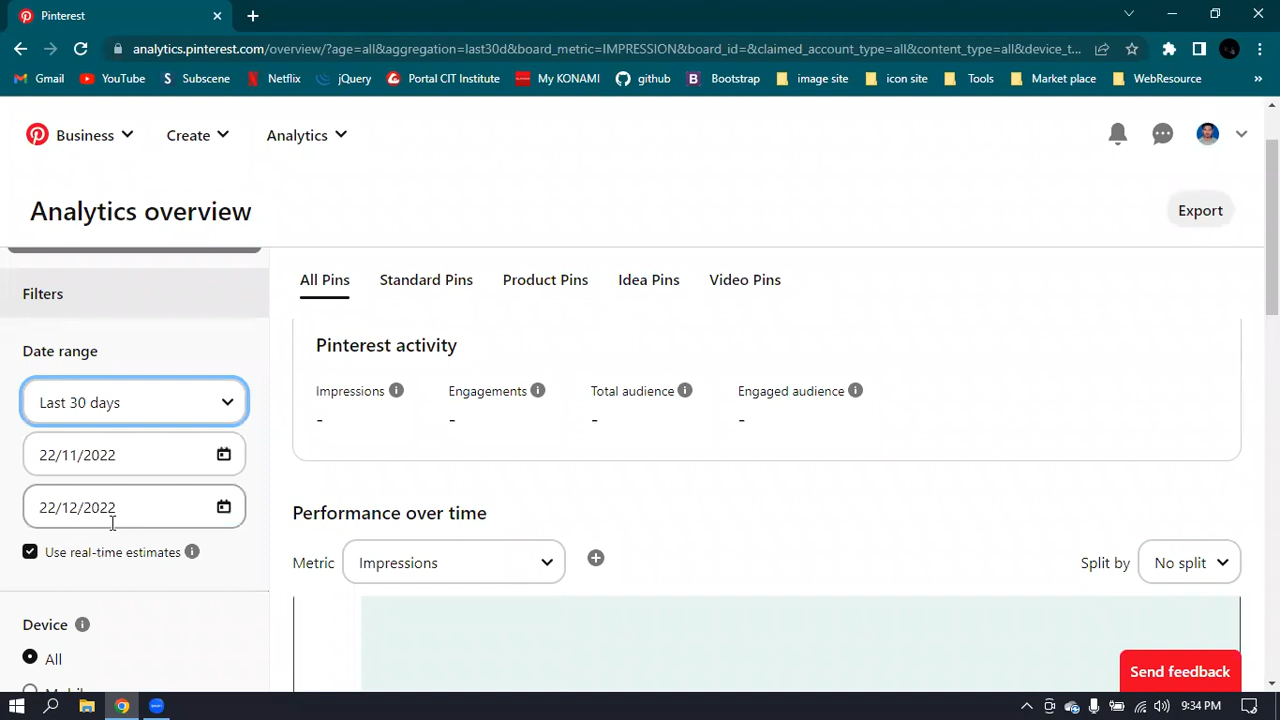 Pinterest
analytics.pinterest.com/overview/?age=all&aggregation=last30d&board_metric=IMPRESSION&board_id=&claimed_account_type=all&content_type=all&device_t...
Gmail YouTube Subscene Netflix jQuery Portal CIT Institute My KONAMI github Bootstrap image site icon site Tools Market place WebResource »
Business Create Analytics
Analytics overview
Export
Filters
All Pins Standard Pins Product Pins Idea Pins Video Pins
Date range
Pinterest activity
Last 30 days
Impressions Engagements Total audience Engaged audience
- - - -
22/11/2022
22/12/2022
Performance over time
Use real-time estimates
Metric Impressions Split by No split
Device
All
Send feedback
9:34 PM